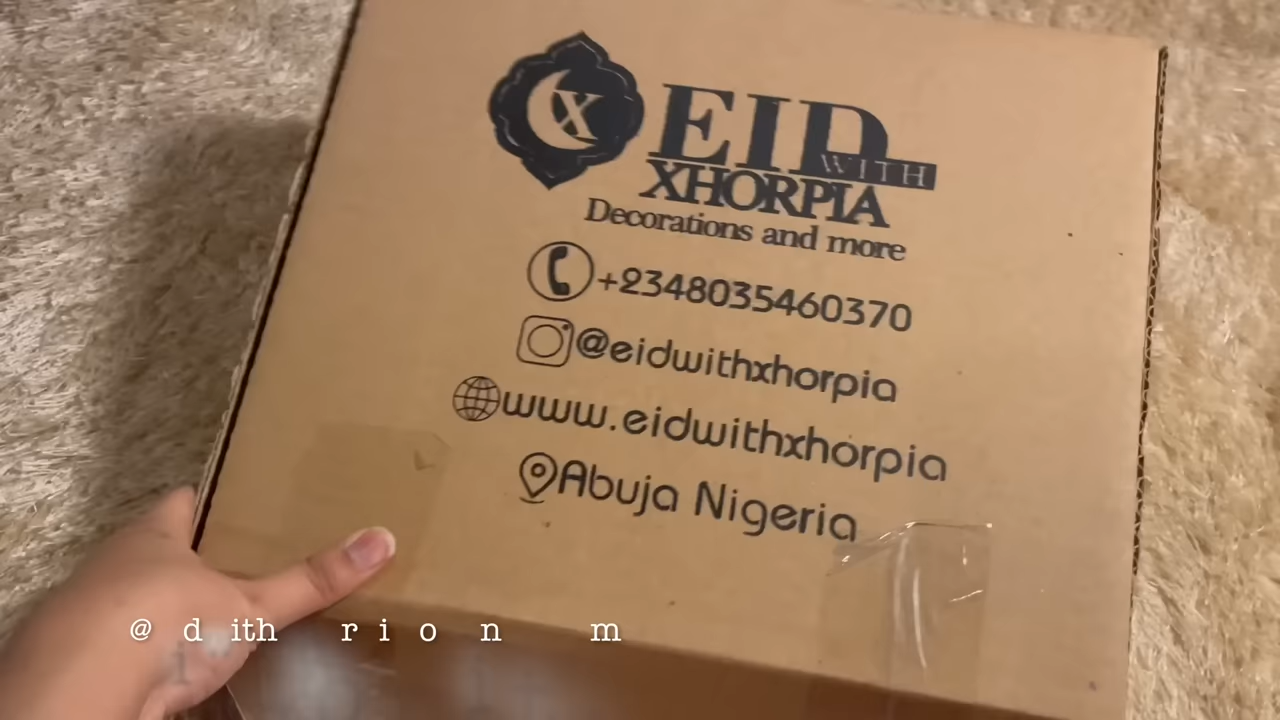 X
EID
WITH
XHORPIA
Decorations and more
+2348035460370
@eidwithxhorpia
www.eidwithxhorpia
Abuja Nigeria